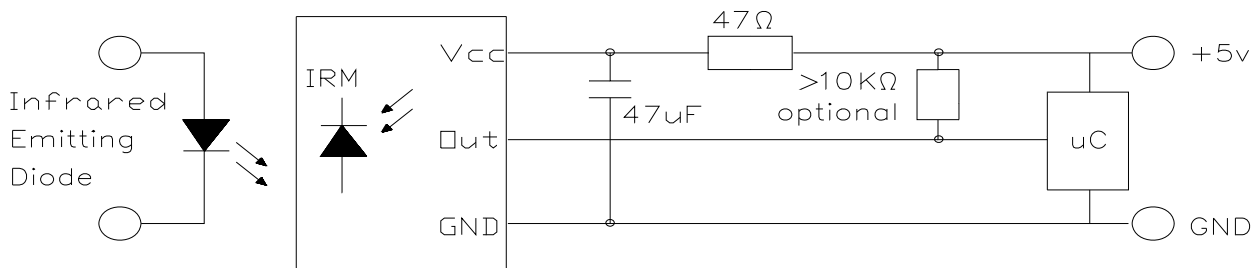 Infrared
Emitting
Diode
IRM
Vcc
Out
GND
47uF
47Ω
>10KΩ
optional
uC
+5v
GND